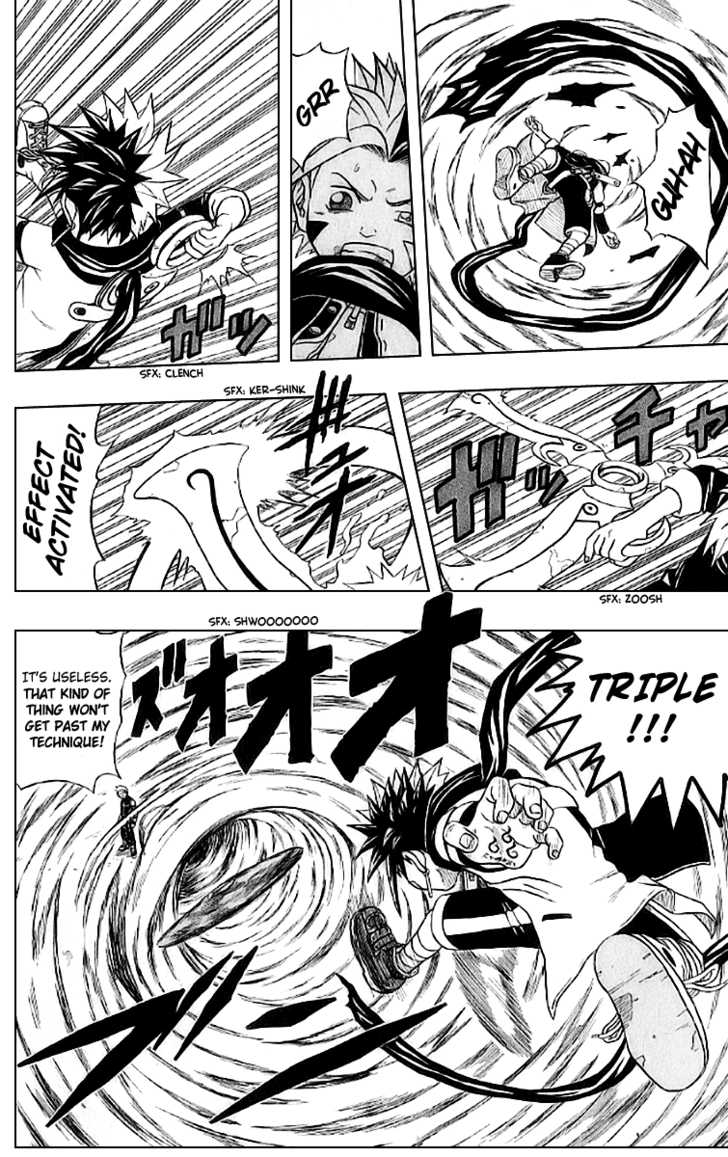 GUH-AH
GRR
ガッ
SFX: CLENCH
ガチャ
SFX: ZOOSH
ギュオ
SFX: KER-SHINK
EFFECT
ACTIVATED!
TRIPLE
!!!
ズオオオ
SFX: SHWOOOOOOO
IT'S USELESS.
THAT KIND OF
THING WON'T
GET PAST MY
TECHNIQUE!
ブン